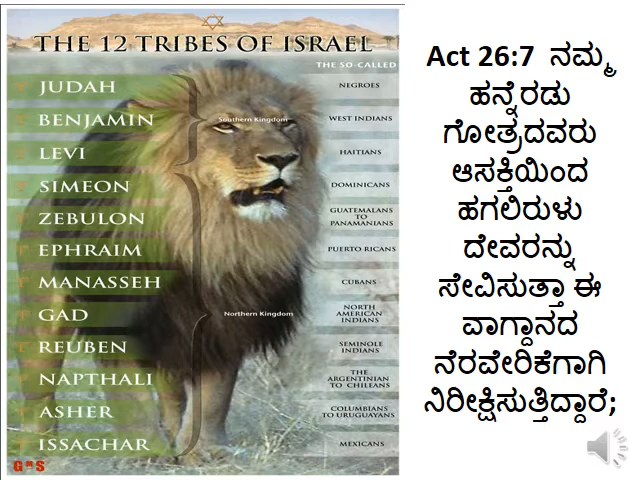 THE 12 TRIBES OF ISRAEL
THE SO-CALLED
JUDAH NEGROES
BENJAMIN Southern Kingdom WEST INDIANS
LEVI HAITIANS
SIMEON DOMINICANS
ZEBULON GUATEMALANS
TO
PANAMANIANS
EPHRAIM PUERTO RICANS
MANASSEH CUBANS
GAD Northern Kingdom NORTH
AMERICAN
INDIANS
REUBEN SEMINOLE
INDIANS
NAPTHALI THE
ARGENTINIAN
TO CHILEANS
ASHER COLUMBIANS
TO URUGUAYANS
ISSACHAR MEXICANS
Act 26:7 ನಮ್ಮ
ಹನ್ನೆರಡು
ಗೋತ್ರದವರು
ಆಸಕ್ತಿಯಿಂದ
ಹಗಲಿರುಳು
ದೇವರನ್ನು
ಸೇವಿಸುತ್ತಾ ಈ
ವಾಗ್ದಾನದ
ನೆರವೇರಿಕೆಗಾಗಿ
ನಿರೀಕ್ಷಿಸುತ್ತಿದ್ದಾರೆ;